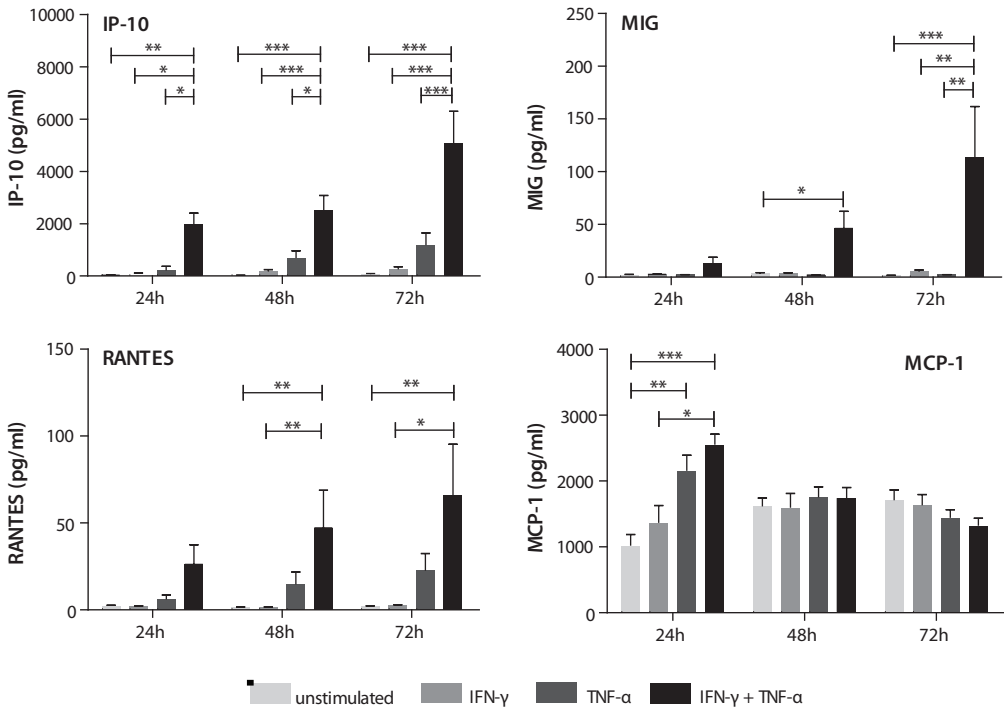 IP-10
IP-10 (pg/ml)
10000
8000
6000
4000
2000
0
**
*
*
***
***
*
***
***
***
24h
48h
72h
MIG
MIG (pg/ml)
250
200
150
100
50
0
*
***
**
**
24h
48h
72h
RANTES
RANTES (pg/ml)
150
100
50
0
**
**
**
*
24h
48h
72h
MCP-1
MCP-1 (pg/ml)
4000
3000
2000
1000
0
***
**
*
24h
48h
72h
unstimulated IFN-γ TNF-α IFN-γ + TNF-α